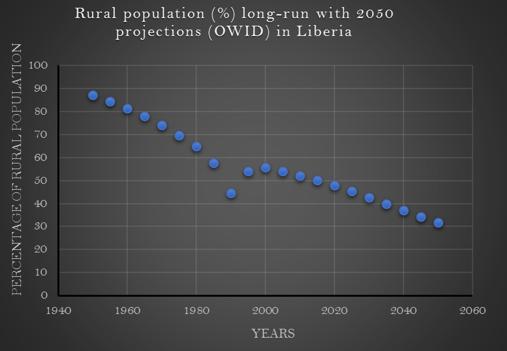 Rural population (%) long-run with 2050
projections (OWID) in Liberia
PERCENTAGE OF RURAL POPULATION
100
90
80
70
60
50
40
30
20
10
0
1940 1960 1980 2000 2020 2040 2060
YEARS